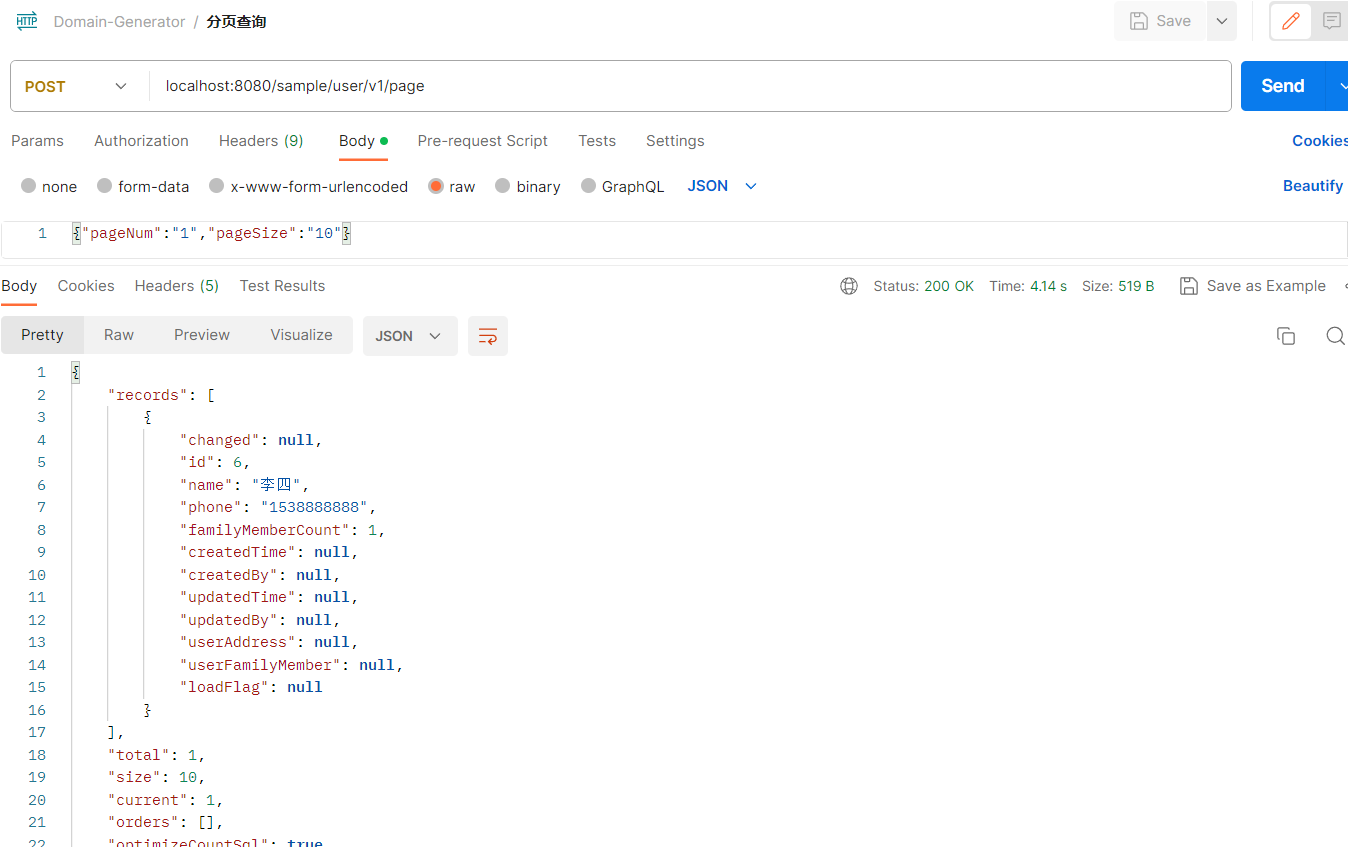 HTTP Domain-Generator / 分页查询 Save
POST localhost:8080/sample/user/v1/page Send
Params Authorization Headers (9) Body Pre-request Script Tests Settings Cookies
none form-data x-www-form-urlencoded raw binary GraphQL JSON Beautify
1 {"pageNum":"1","pageSize":"10"}
Body Cookies Headers (5) Test Results Status: 200 OK Time: 4.14 s Size: 519 B Save as Example
Pretty Raw Preview Visualize JSON
1 {
2 "records": [
3 {
4 "changed": null,
5 "id": 6,
6 "name": "李四",
7 "phone": "1538888888",
8 "familyMemberCount": 1,
9 "createdTime": null,
10 "createdBy": null,
11 "updatedTime": null,
12 "updatedBy": null,
13 "userAddress": null,
14 "userFamilyMember": null,
15 "loadFlag": null
16 }
17 ],
18 "total": 1,
19 "size": 10,
20 "current": 1,
21 "orders": [],
22 "optimizeCountSql": true